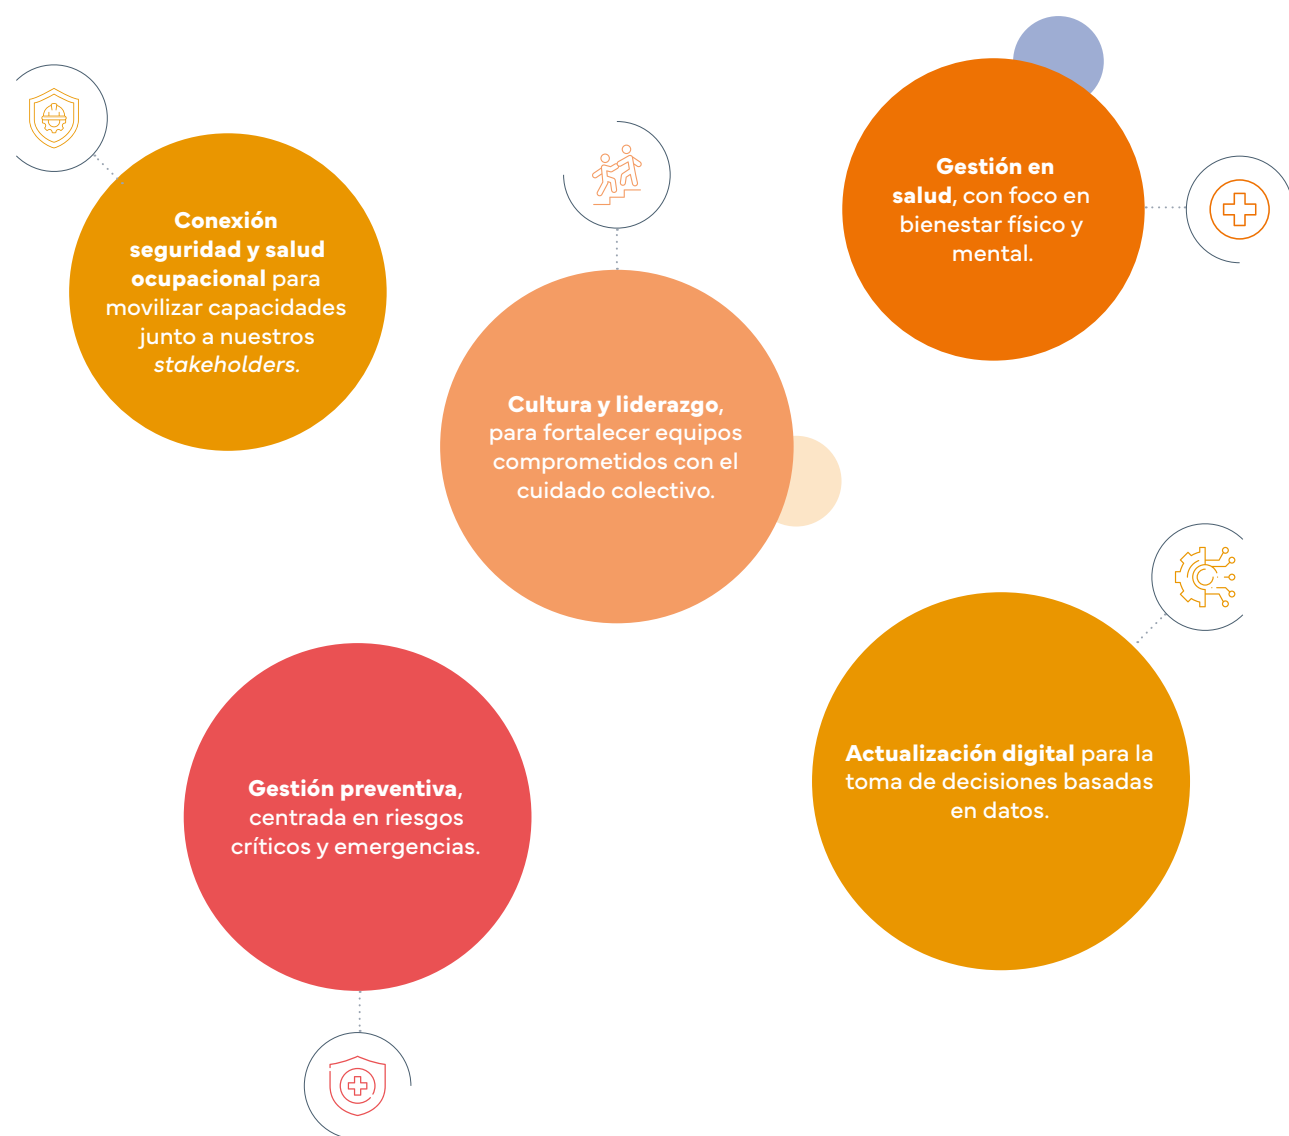 Conexión
seguridad y salud
ocupacional para
movilizar capacidades
junto a nuestros
stakeholders.
Cultura y liderazgo,
para fortalecer equipos
comprometidos con el
cuidado colectivo.
Gestión en
salud, con foco en
bienestar físico y
mental.
Gestión preventiva,
centrada en riesgos
críticos y emergencias.
Actualización digital para la
toma de decisiones basadas
en datos.